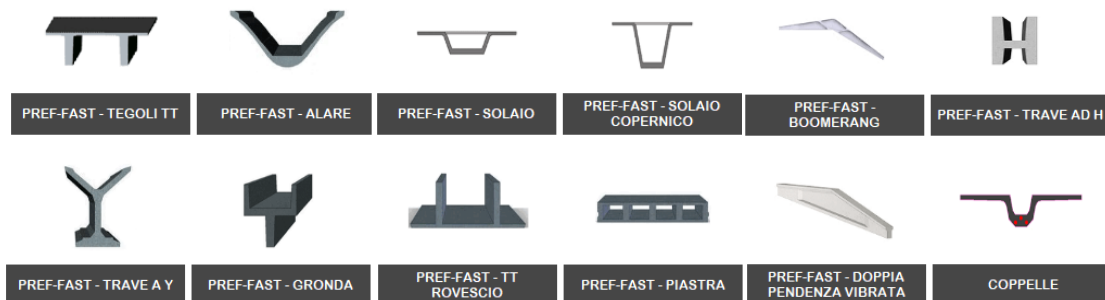 PREF-FAST - TEGOLI TT
PREF-FAST - ALARE
PREF-FAST - SOLAIO
PREF-FAST - SOLAIO
COPERNICO
PREF-FAST -
BOOMERANG
PREF-FAST - TRAVE AD H
PREF-FAST - TRAVE A Y
PREF-FAST - GRONDA
PREF-FAST - TT
ROVESCIO
PREF-FAST - PIASTRA
PREF-FAST - DOPPIA
PENDENZA VIBRATA
COPPELLE